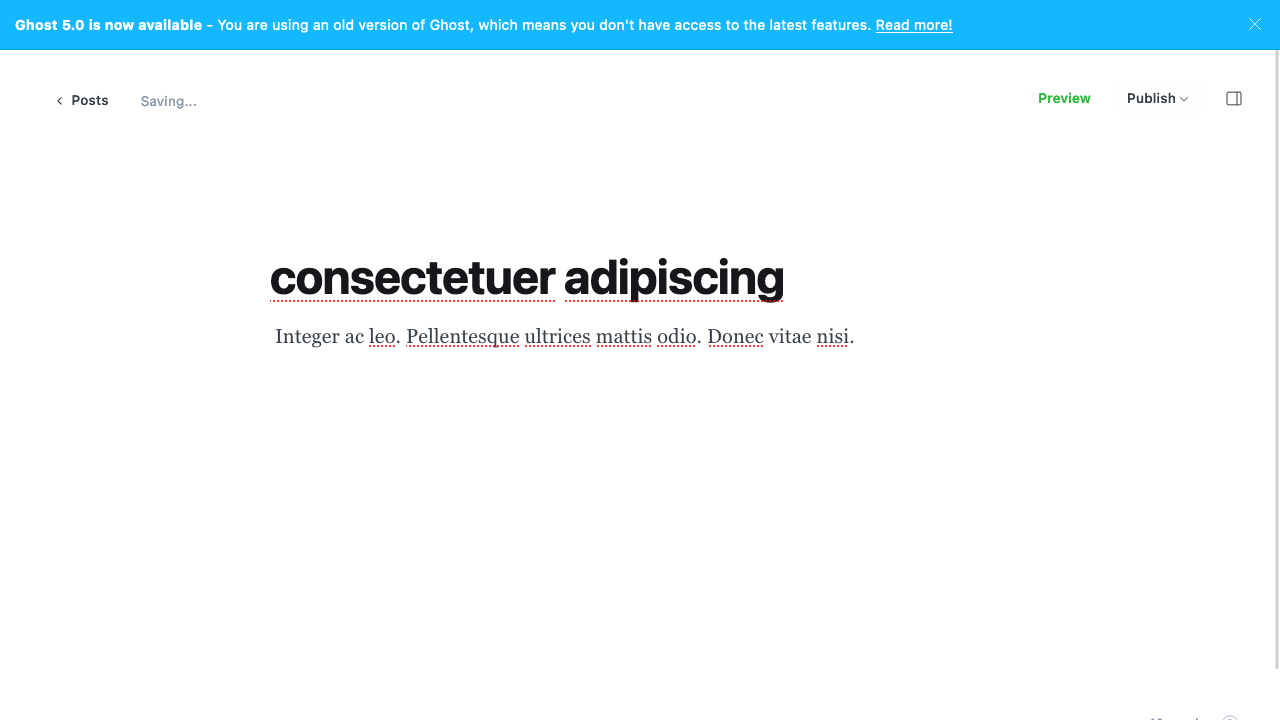 Ghost 5.0 is now available - You are using an old version of Ghost, which means you don't have access to the latest features. Read more!
Posts
Saving...
Preview
Publish
consectetuer adipiscing
Integer ac leo. Pellentesque ultrices mattis odio. Donec vitae nisi.